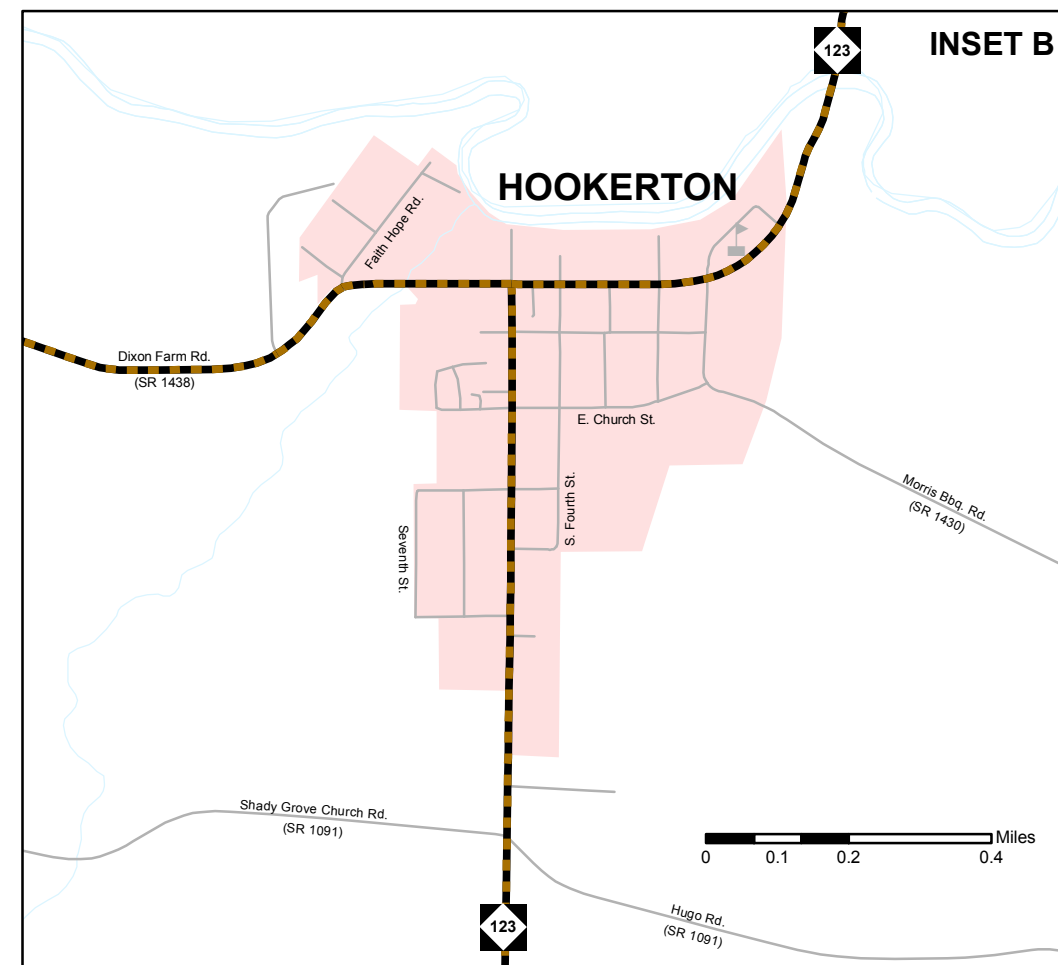 123
INSET B
HOOKERTON
Faith Hope Rd.
Dixon Farm Rd.
(SR 1438)
E. Church St.
S. Fourth St.
Seventh St.
Morris Bbq. Rd.
(SR 1430)
Shady Grove Church Rd.
(SR 1091)
Miles
0 0.1 0.2 0.4
Hugo Rd.
(SR 1091)
123